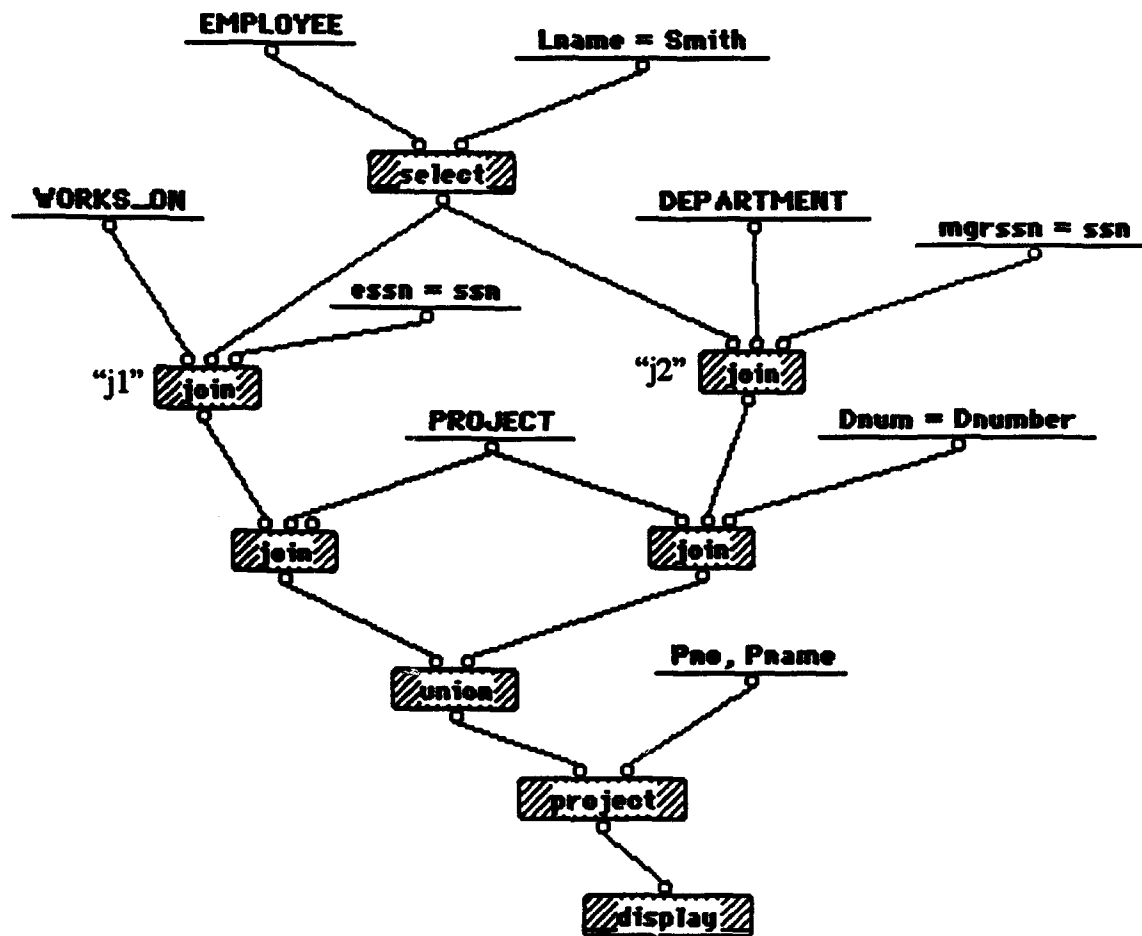 EMPLOYEE
Lname = Smith
select
WORKS_ON
DEPARTMENT
mgrssn = ssn
essn = ssn
"j1"
join
"j2"
join
PROJECT
Dnum = Dnumber
join
join
union
Pno, Pname
project
display